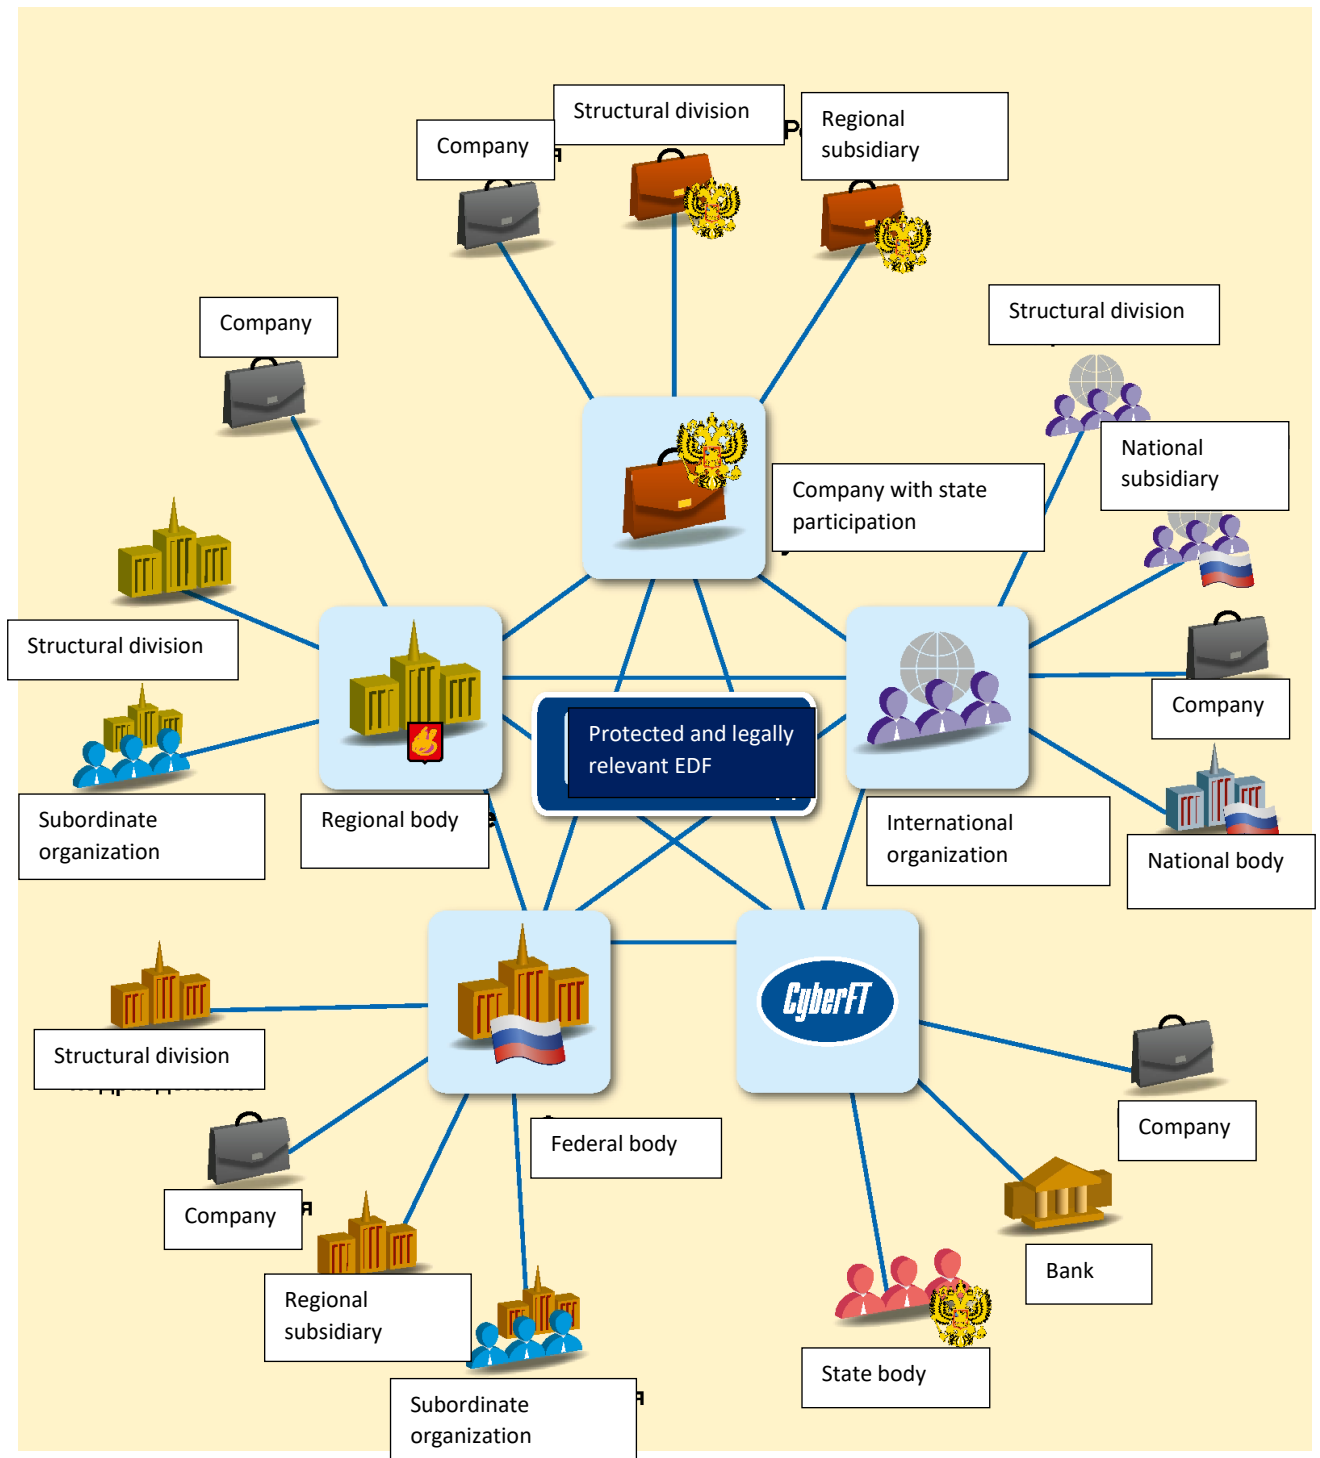 Structural division
Regional
subsidiary
Company
Structural division
Company
National
subsidiary
Company with state
participation
Structural division
Company
Protected and legally
relevant EDF
Subordinate
organization
Regional body
International
organization
National body
CyberFT
Structural division
Federal body
Company
Company
Bank
Regional
subsidiary
State body
Subordinate
organization